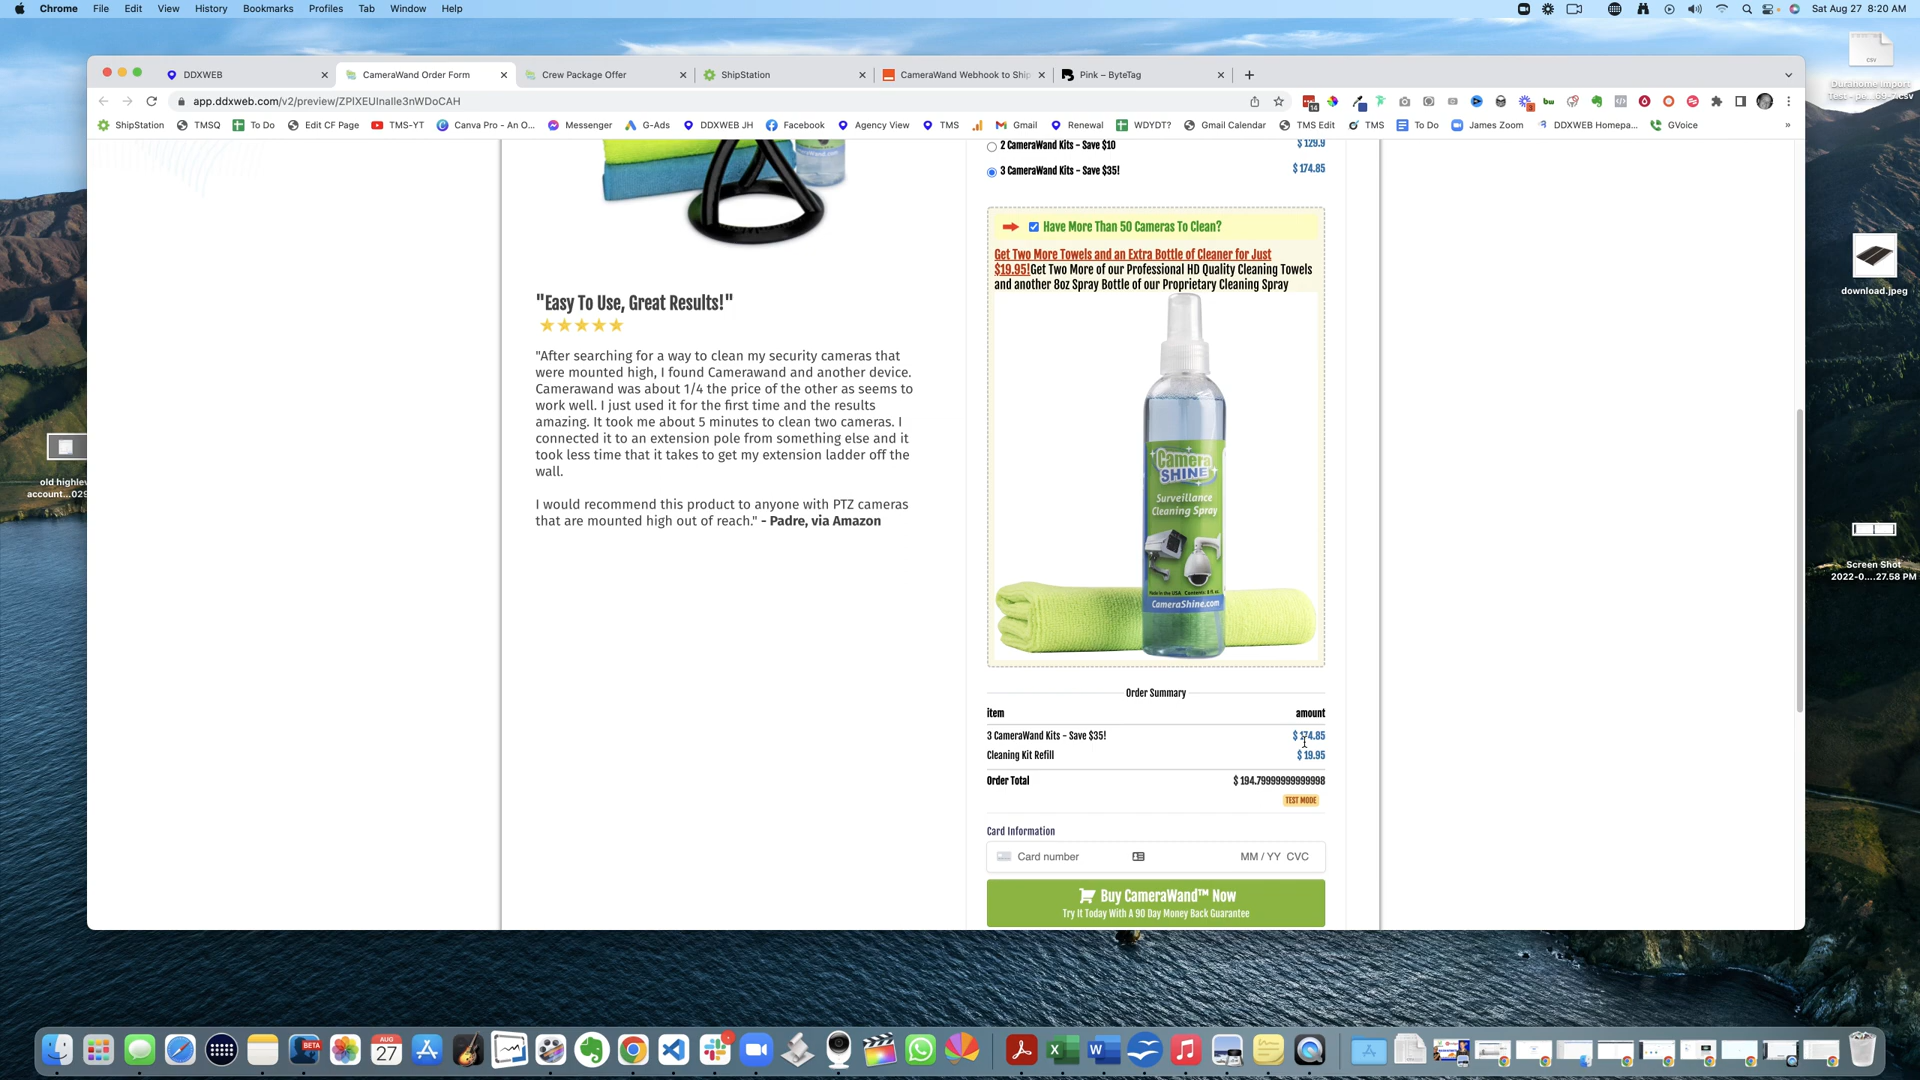 Chrome File Edit View History Bookmarks Profiles Tab Window Help
Sat Aug 27 8:20 AM
DDXWEB
CameraWand Order Form
Crew Package Offer
ShipStation
CameraWand Webhook to Ship
Pink – ByteTag
app.ddxweb.com/v2/preview/ZPIXEUInalle3nWDoCAH
ShipStation TMSQ To Do Edit CF Page TMS-YT Canva Pro - An O... Messenger G-Ads DDXWEB JH Facebook Agency View TMS Gmail Renewal WDYDT? Gmail Calendar TMS Edit TMS To Do James Zoom DDXWEB Homepa... GVoice »
2 CameraWand Kits - Save $10 $ 129.9
3 CameraWand Kits - Save $35! $ 174.85
Have More Than 50 Cameras To Clean?
Get Two More Towels and an Extra Bottle of Cleaner for Just
$19.95!Get Two More of our Professional HD Quality Cleaning Towels
and another 8oz Spray Bottle of our Proprietary Cleaning Spray
Camera
SHINE
Surveillance
Cleaning Spray
Made in the USA Contents: 8 fl. oz.
CameraShine.com
"Easy To Use, Great Results!"
"After searching for a way to clean my security cameras that
were mounted high, I found Camerawand and another device.
Camerawand was about 1/4 the price of the other as seems to
work well. I just used it for the first time and the results
amazing. It took me about 5 minutes to clean two cameras. I
connected it to an extension pole from something else and it
took less time that it takes to get my extension ladder off the
wall.
I would recommend this product to anyone with PTZ cameras
that are mounted high out of reach." - Padre, via Amazon
Order Summary
item amount
3 CameraWand Kits - Save $35! $ 174.85
Cleaning Kit Refill $ 19.95
Order Total $ 194.79999999999998
TEST MODE
Card Information
Card number MM / YY CVC
Buy CameraWand™ Now
Try It Today With A 90 Day Money Back Guarantee
old highlev
account...029
csv
download.jpeg
Screen Shot
2022-0....27.58 PM
BETA
AUG
27